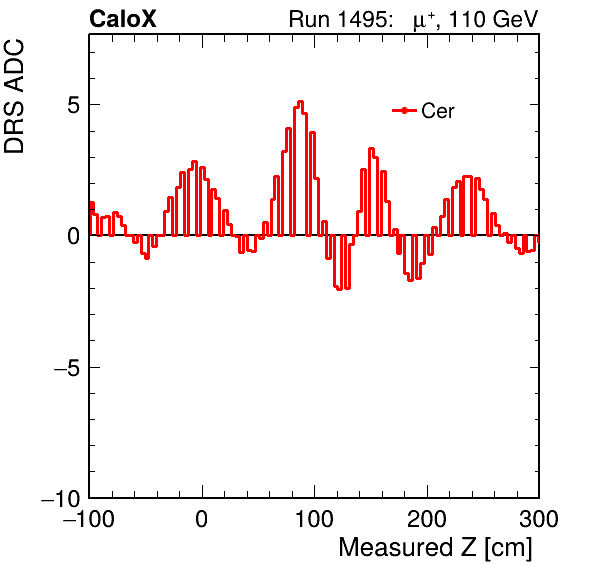 CaloX Run 1495: μ⁺, 110 GeV
DRS ADC
Cer
5
0
−5
−10
−100 0 100 200 300
Measured Z [cm]